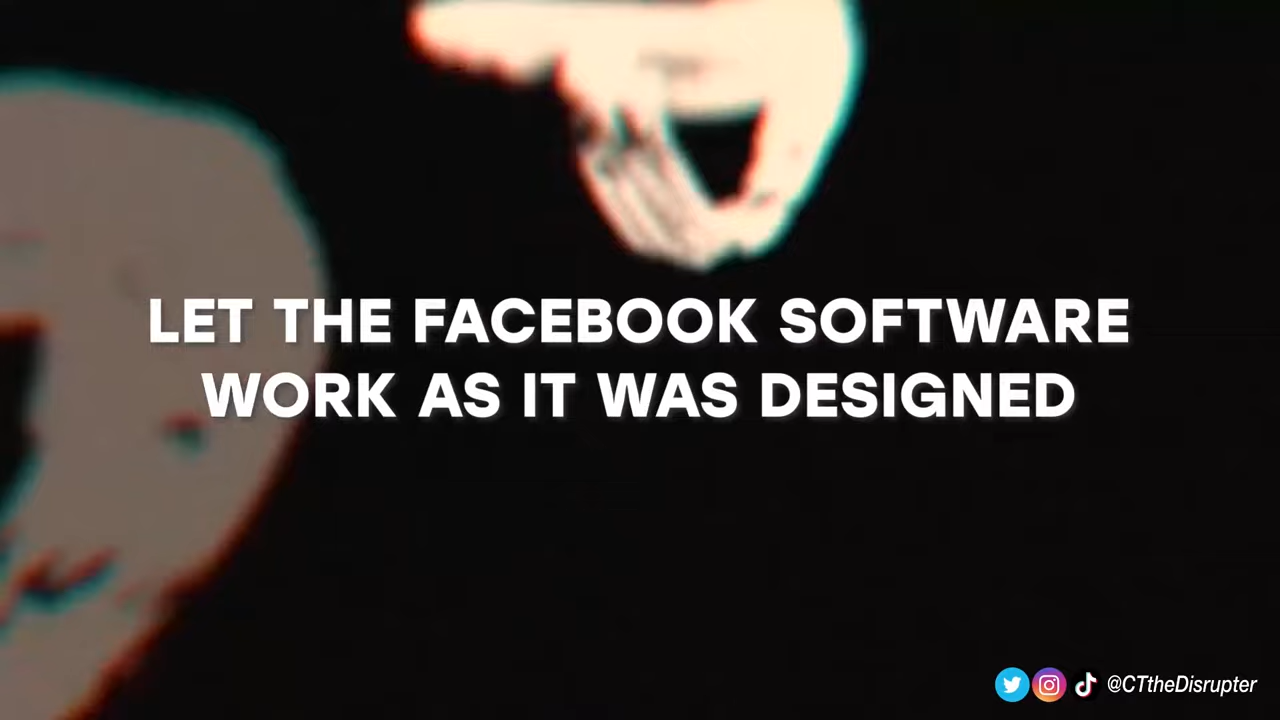 LET THE FACEBOOK SOFTWARE
WORK AS IT WAS DESIGNED
@CTtheDisrupter